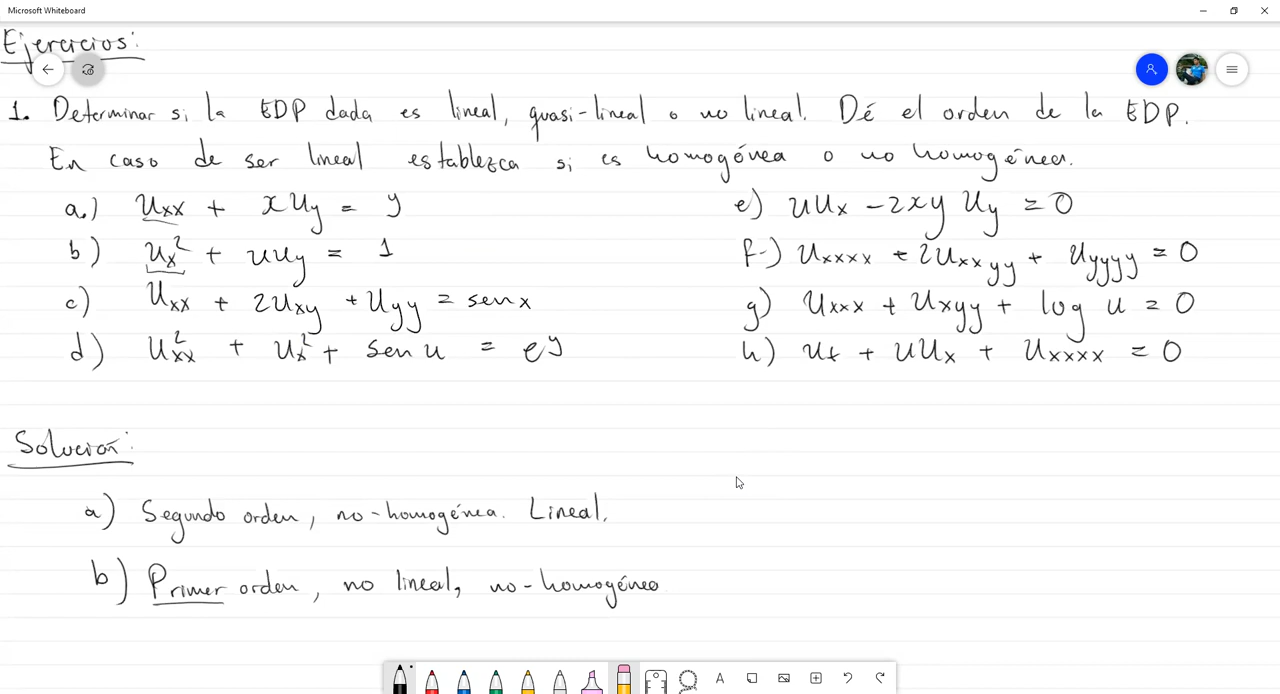 Microsoft Whiteboard
Ejercicios:
1. Determinar si la EDP dada es lineal, quasi-lineal o no lineal. Dé el orden de la EDP.
En caso de ser lineal establezca si es homogénea o no homogénea.
a.) Uxx + xUy = y
b) Ux² + uUy = 1
c) Uxx + 2Uxy + Uyy = senx
d) Uxx² + Ux² + sen u = e^y
e) uUx - 2xy Uy = 0
f-) Uxxxx + 2Uxxyy + Uyyyy = 0
g) Uxxx + Uxyy + log u = 0
h) Ut + uUx + Uxxxx = 0
Solución:
a) Segundo orden, no-homogénea. Lineal.
b) Primer orden, no lineal, no-homogéneo